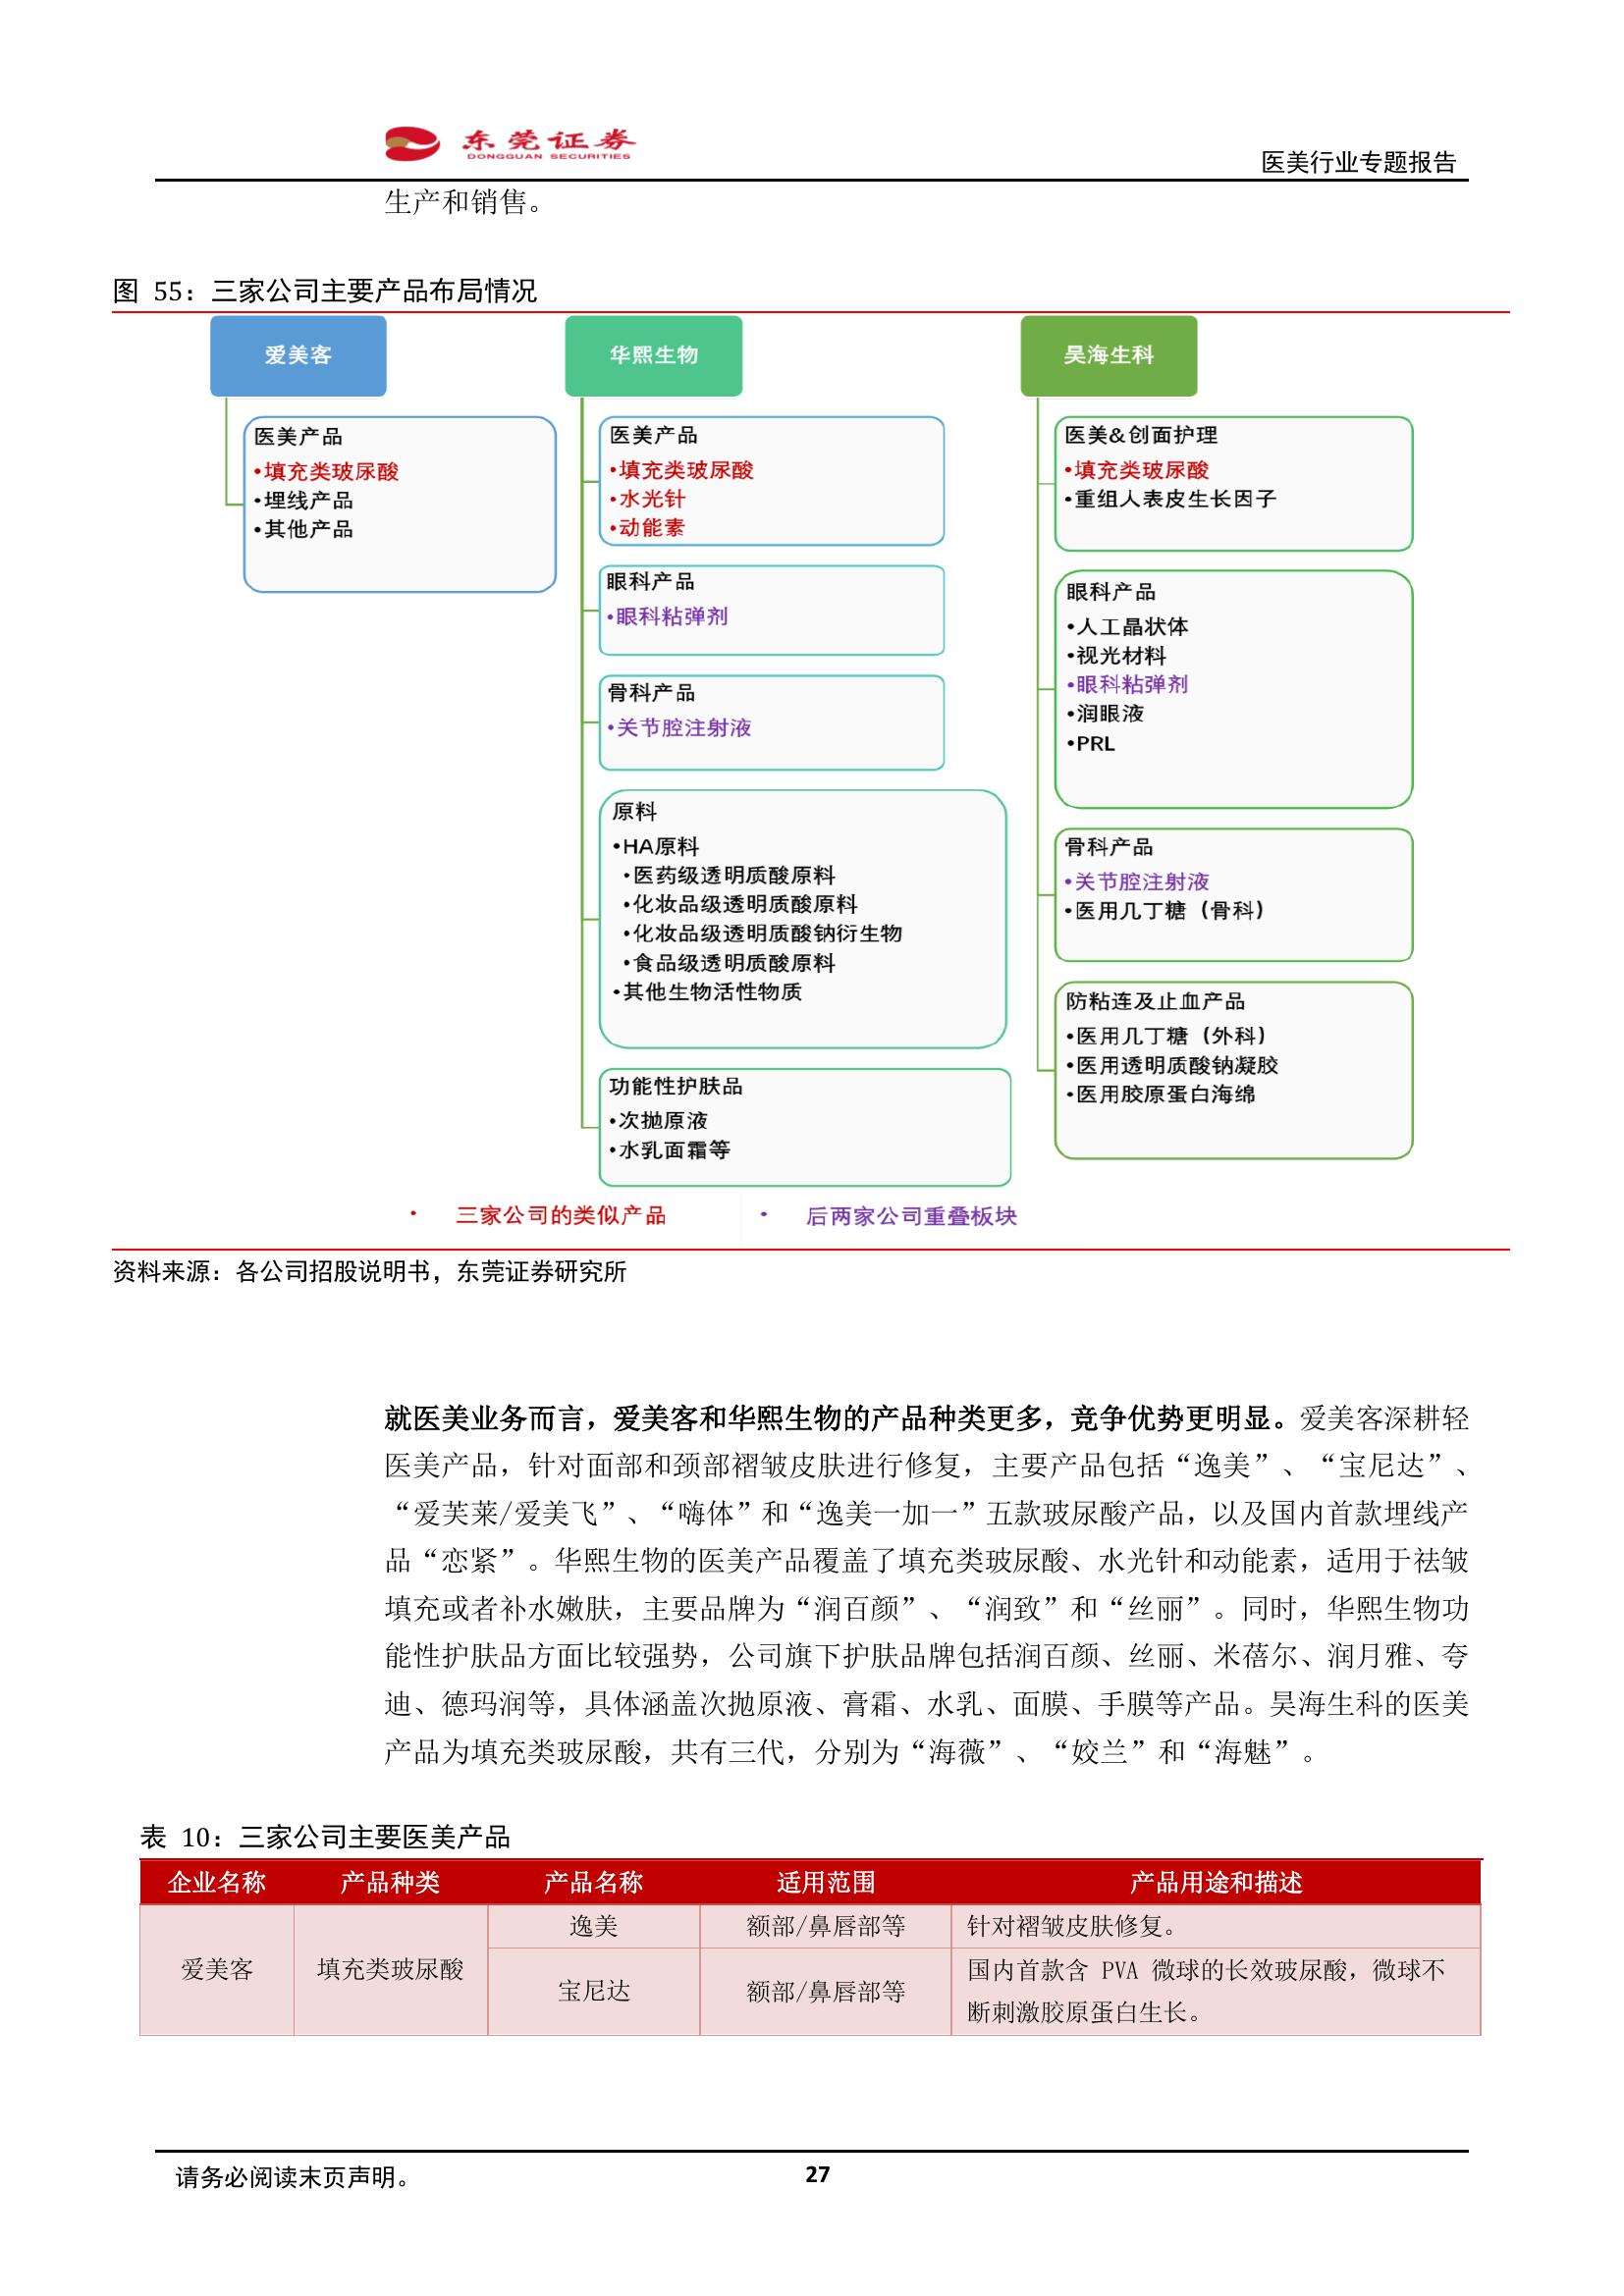 东莞证券
DONGGUAN SECURITIES
医美行业专题报告
生产和销售。
图 55：三家公司主要产品布局情况
爱美客
医美产品
•填充类玻尿酸
•埋线产品
•其他产品
华熙生物
医美产品
•填充类玻尿酸
•水光针
•动能素
眼科产品
•眼科粘弹剂
骨科产品
•关节腔注射液
原料
•HA原料
•医药级透明质酸原料
•化妆品级透明质酸原料
•化妆品级透明质酸钠衍生物
•食品级透明质酸原料
•其他生物活性物质
功能性护肤品
•次抛原液
•水乳面霜等
昊海生科
医美&创面护理
•填充类玻尿酸
•重组人表皮生长因子
眼科产品
•人工晶状体
•视光材料
•眼科粘弹剂
•润眼液
•PRL
骨科产品
•关节腔注射液
•医用几丁糖（骨科）
防粘连及止血产品
•医用几丁糖（外科）
•医用透明质酸钠凝胶
•医用胶原蛋白海绵
• 三家公司的类似产品
• 后两家公司重叠板块
资料来源：各公司招股说明书，东莞证券研究所
就医美业务而言，爱美客和华熙生物的产品种类更多，竞争优势更明显。爱美客深耕轻
医美产品，针对面部和颈部褶皱皮肤进行修复，主要产品包括“逸美”、“宝尼达”、
“爱芙莱/爱美飞”、“嗨体”和“逸美一加一”五款玻尿酸产品，以及国内首款埋线产
品“恋紧”。华熙生物的医美产品覆盖了填充类玻尿酸、水光针和动能素，适用于祛皱
填充或者补水嫩肤，主要品牌为“润百颜”、“润致”和“丝丽”。同时，华熙生物功
能性护肤品方面比较强势，公司旗下护肤品牌包括润百颜、丝丽、米蓓尔、润月雅、夸
迪、德玛润等，具体涵盖次抛原液、膏霜、水乳、面膜、手膜等产品。昊海生科的医美
产品为填充类玻尿酸，共有三代，分别为“海薇”、“姣兰”和“海魅”。
表 10：三家公司主要医美产品
企业名称 产品种类 产品名称 适用范围 产品用途和描述
爱美客 填充类玻尿酸 逸美 额部/鼻唇部等 针对褶皱皮肤修复。
宝尼达 额部/鼻唇部等 国内首款含 PVA 微球的长效玻尿酸，微球不
断刺激胶原蛋白生长。
请务必阅读末页声明。
27